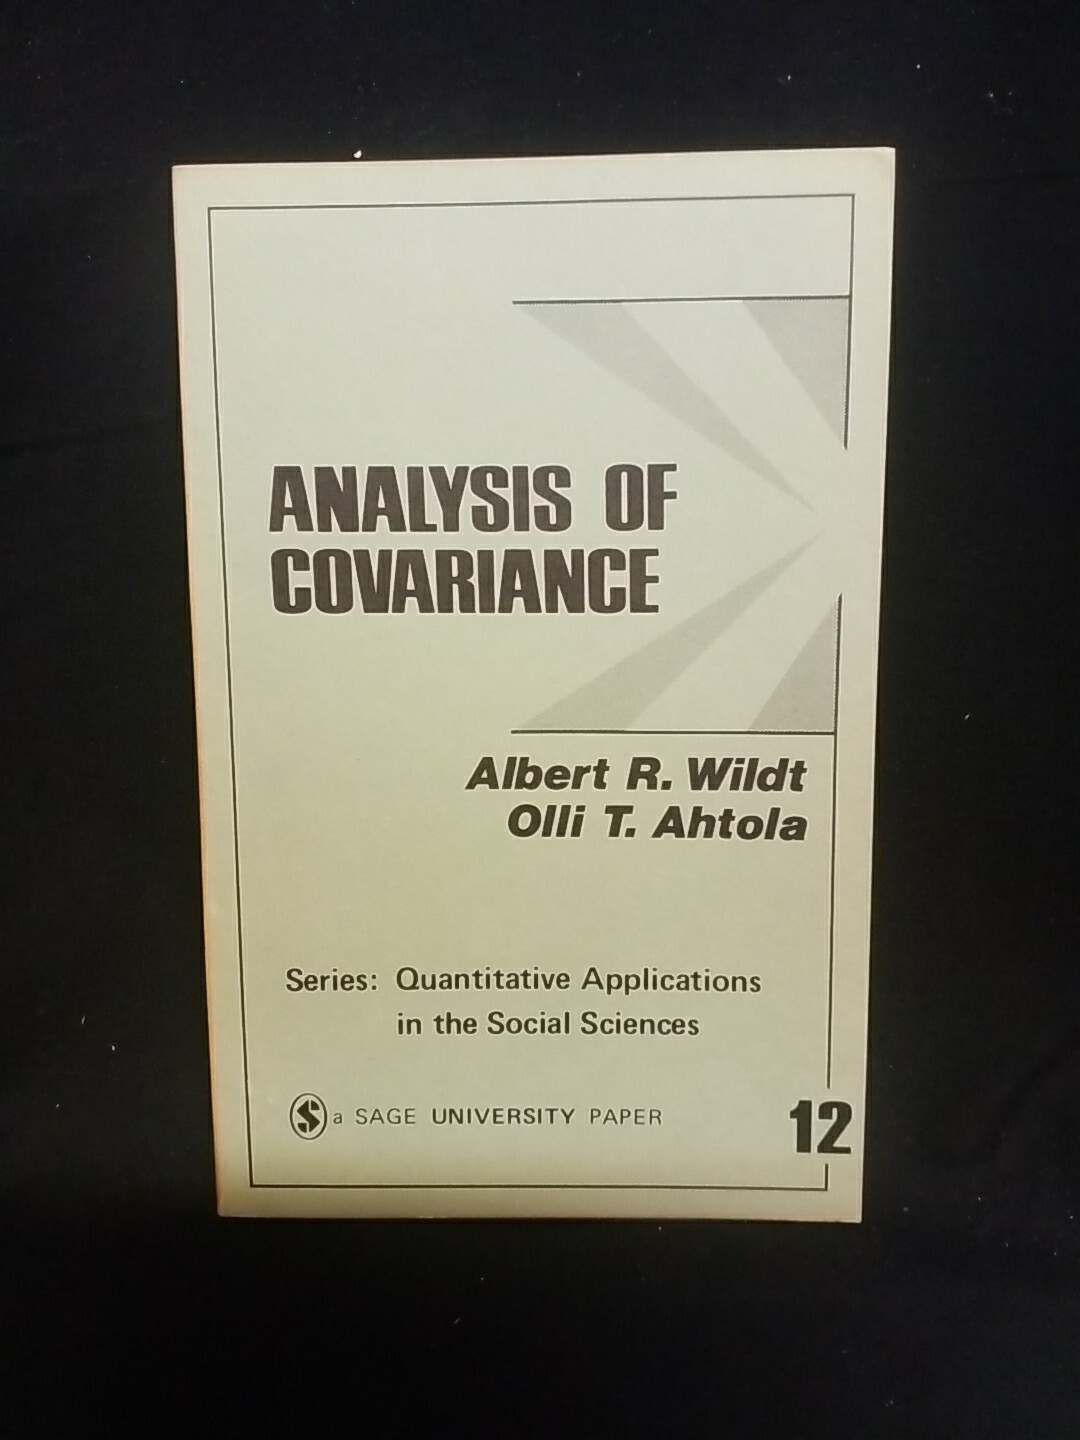 ANALYSIS OF
COVARIANCE
Albert R. Wildt
Olli T. Ahtola
Series: Quantitative Applications
in the Social Sciences
S a SAGE UNIVERSITY PAPER
12